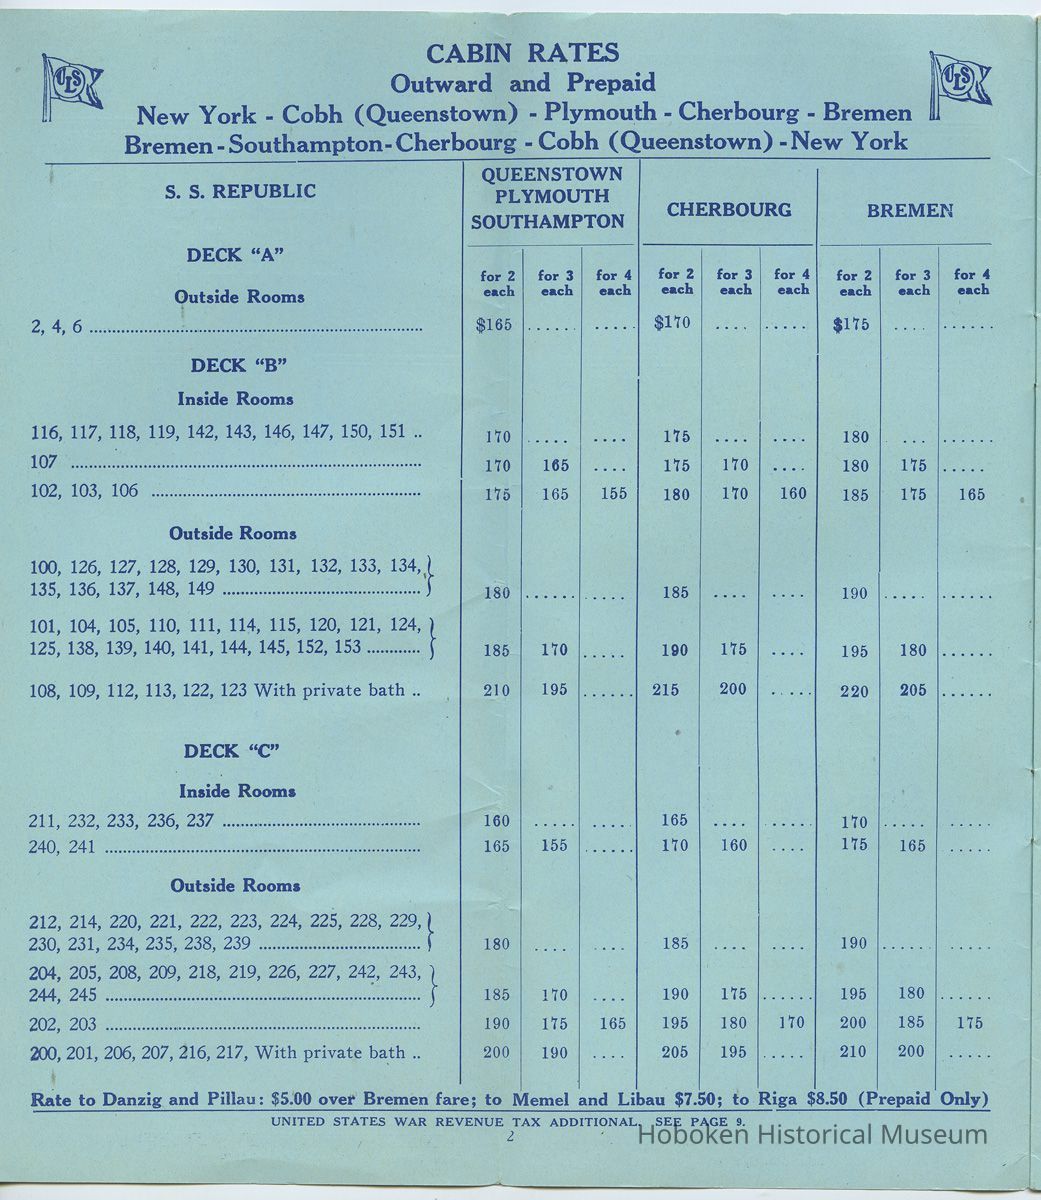 CABIN RATES
Outward and Prepaid
New York - Cobh (Queenstown) - Plymouth - Cherbourg - Bremen
Bremen - Southampton - Cherbourg - Cobh (Queenstown) - New York
ULS
ULS
S. S. REPUBLIC
QUEENSTOWN
PLYMOUTH
SOUTHAMPTON
CHERBOURG
BREMEN
DECK "A"
for 2 each for 3 each for 4 each for 2 each for 3 each for 4 each for 2 each for 3 each for 4 each
Outside Rooms
2, 4, 6 ........ $165 ...... ..... $170 .... ..... $175 .... ......
DECK "B"
Inside Rooms
116, 117, 118, 119, 142, 143, 146, 147, 150, 151 .. 170 ..... .... 175 .... .... 180 ... ......
107 ........ 170 165 .... 175 170 .... 180 175 .....
102, 103, 106 ........ 175 165 155 180 170 160 185 175 165
Outside Rooms
100, 126, 127, 128, 129, 130, 131, 132, 133, 134,
135, 136, 137, 148, 149 ........ 180 ...... ..... 185 .... .... 190 ..... ......
101, 104, 105, 110, 111, 114, 115, 120, 121, 124,
125, 138, 139, 140, 141, 144, 145, 152, 153 ........ 185 170 ..... 190 175 .... 195 180 ......
108, 109, 112, 113, 122, 123 With private bath .. 210 195 ...... 215 200 ..... 220 205 ......
DECK "C"
Inside Rooms
211, 232, 233, 236, 237 ........ 160 ..... ..... 165 .... ..... 170 ..... .....
240, 241 ........ 165 155 ...... 170 160 .... 175 165 .....
Outside Rooms
212, 214, 220, 221, 222, 223, 224, 225, 228, 229,
230, 231, 234, 235, 238, 239 ........ 180 .... .... 185 .... ..... 190 ...... .....
204, 205, 208, 209, 218, 219, 226, 227, 242, 243,
244, 245 ........ 185 170 .... 190 175 ...... 195 180 ......
202, 203 ........ 190 175 165 195 180 170 200 185 175
200, 201, 206, 207, 216, 217, With private bath .. 200 190 .... 205 195 ..... 210 200 .....
Rate to Danzig and Pillau: $5.00 over Bremen fare; to Memel and Libau $7.50; to Riga $8.50 (Prepaid Only)
UNITED STATES WAR REVENUE TAX ADDITIONAL. SEE PAGE 9.
2
Hoboken Historical Museum